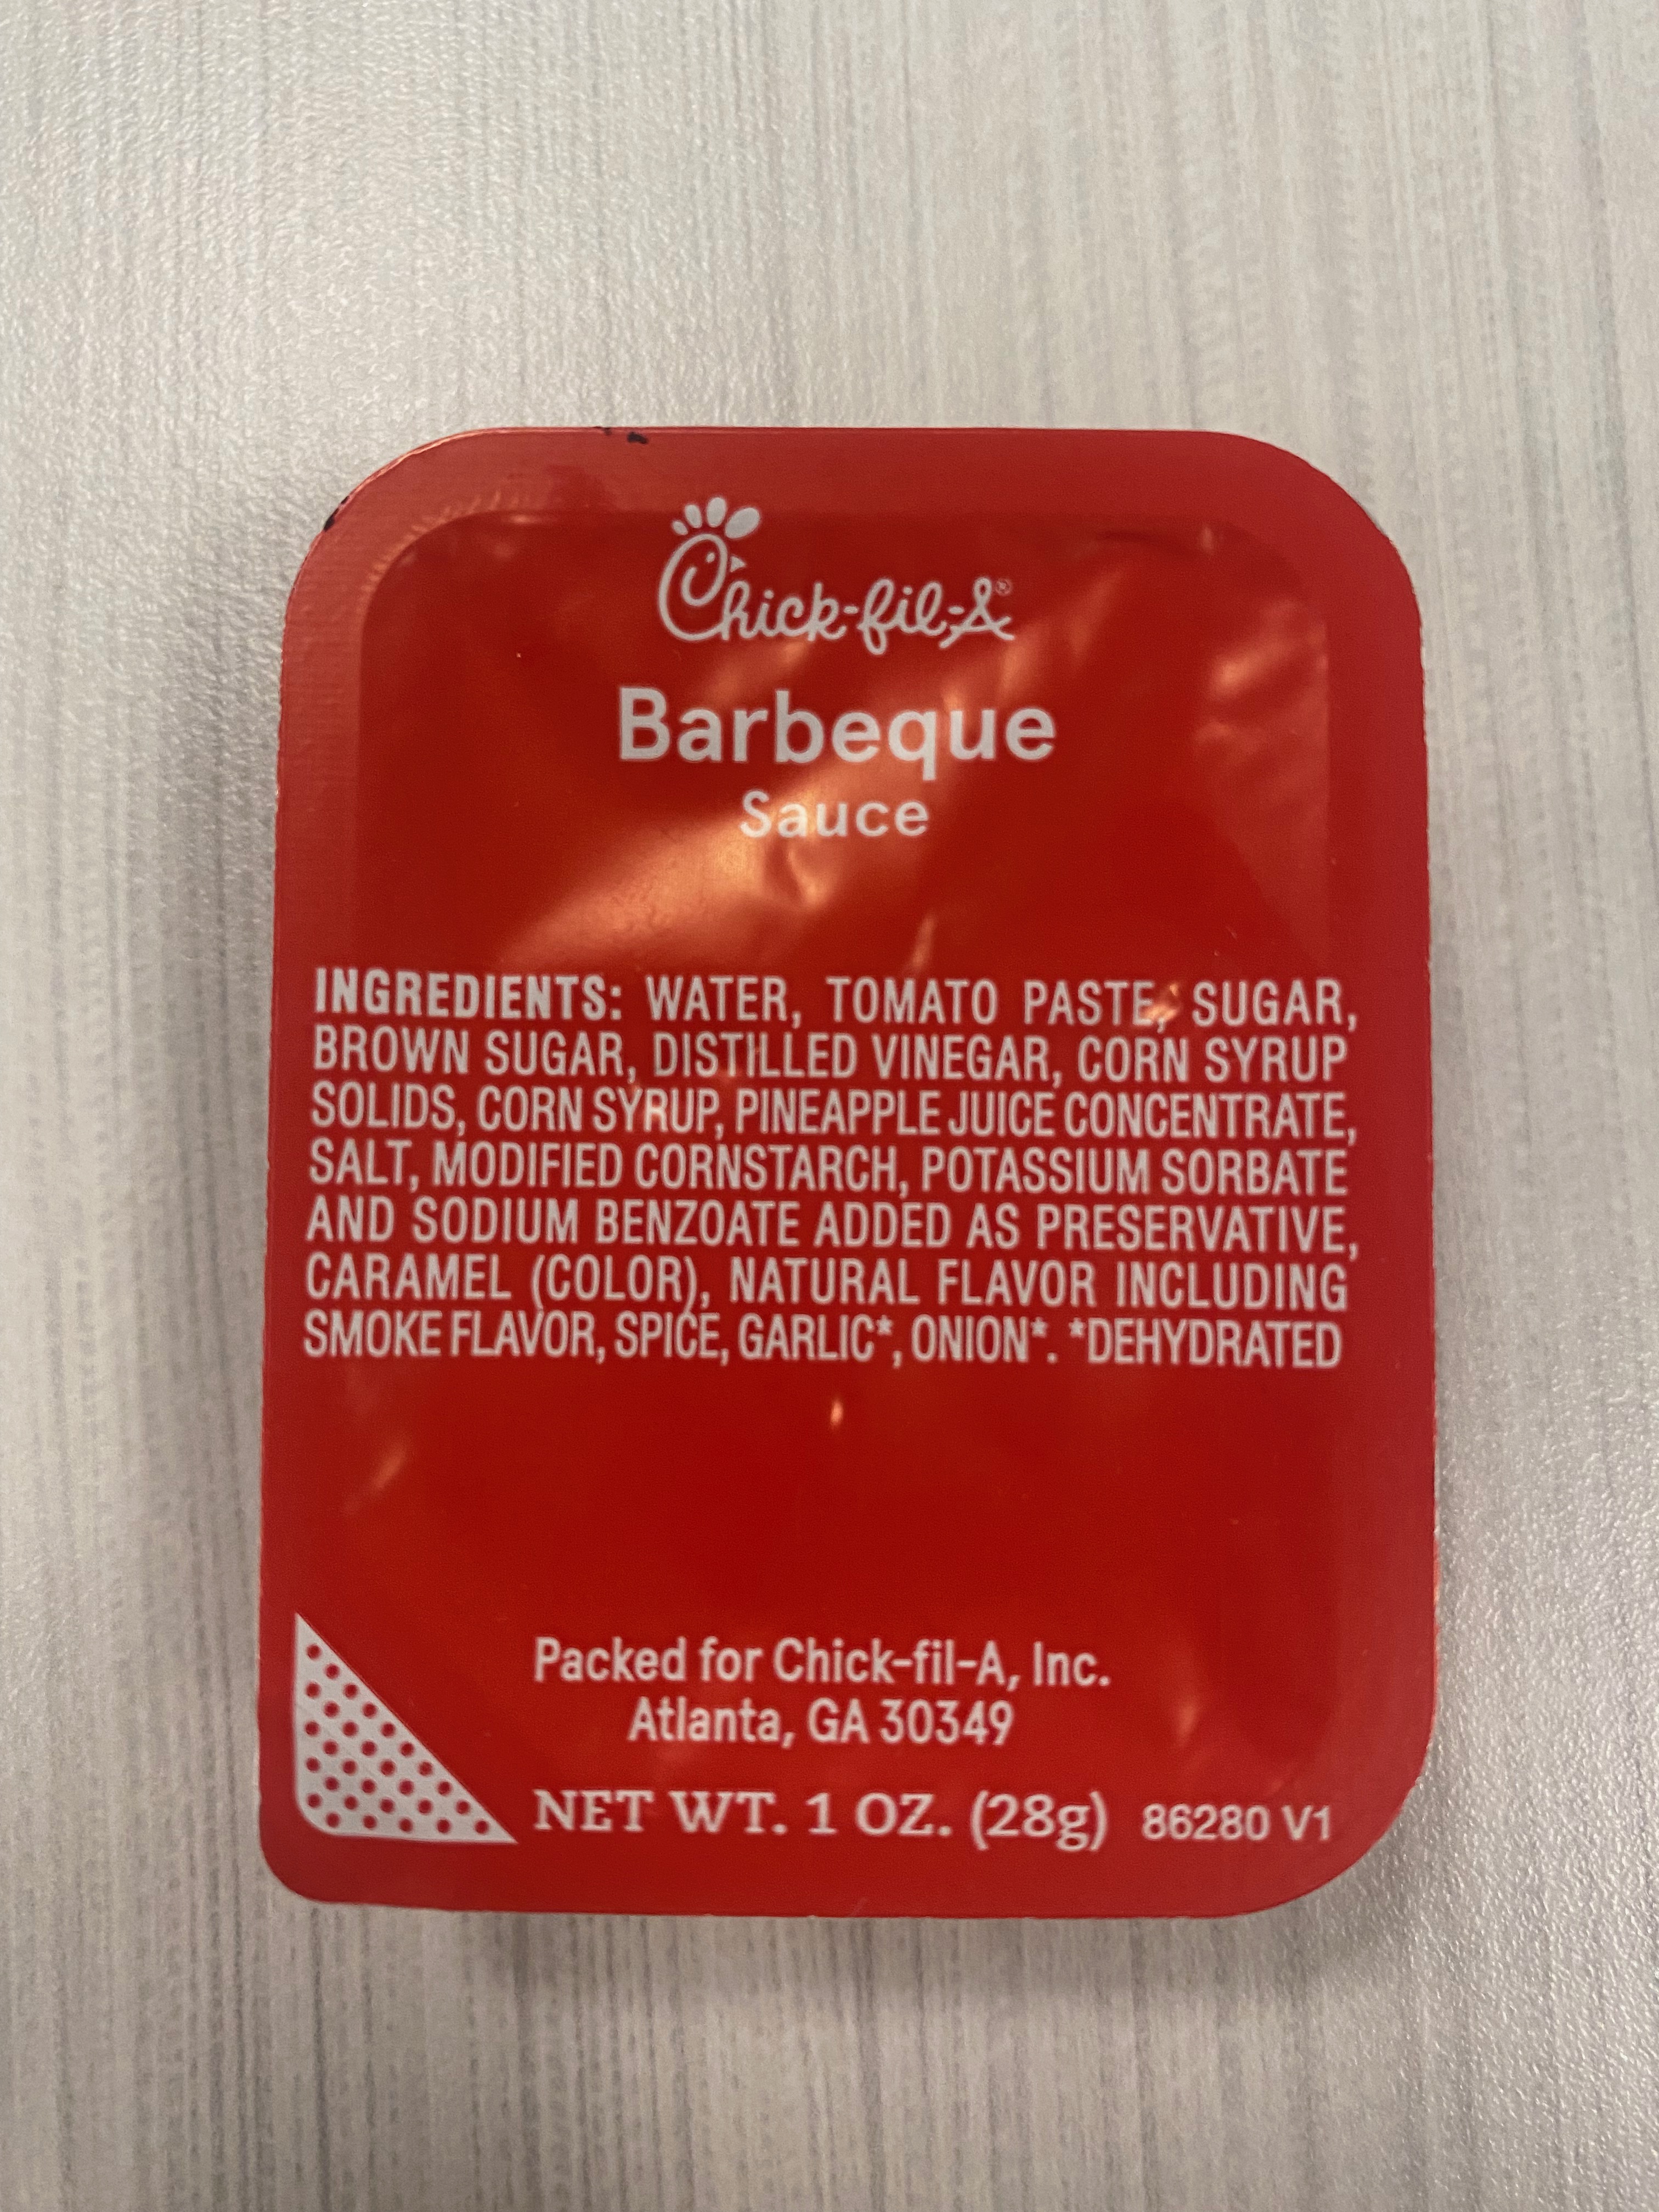 Chick-fil-A®
Barbeque
Sauce
INGREDIENTS: WATER, TOMATO PASTE, SUGAR,
BROWN SUGAR, DISTILLED VINEGAR, CORN SYRUP
SOLIDS, CORN SYRUP, PINEAPPLE JUICE CONCENTRATE,
SALT, MODIFIED CORNSTARCH, POTASSIUM SORBATE
AND SODIUM BENZOATE ADDED AS PRESERVATIVE,
CARAMEL (COLOR), NATURAL FLAVOR INCLUDING
SMOKE FLAVOR, SPICE, GARLIC*, ONION*. *DEHYDRATED
Packed for Chick-fil-A, Inc.
Atlanta, GA 30349
NET WT. 1 OZ. (28g) 86280 V1